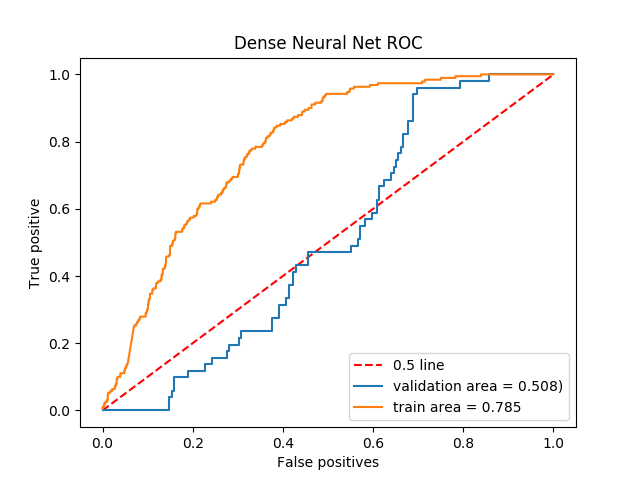 Dense Neural Net ROC
True positive
1.0
0.8
0.6
0.4
0.2
0.0
0.5 line
validation area = 0.508)
train area = 0.785
0.0 0.2 0.4 0.6 0.8 1.0
False positives